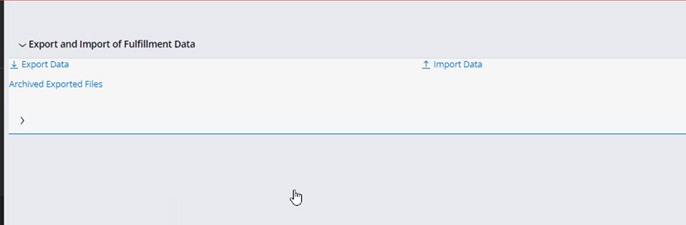 Export and Import of Fulfillment Data
Export Data
Import Data
Archived Exported Files